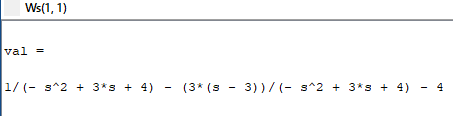 Ws(1, 1)
val =
1/(- s^2 + 3*s + 4) - (3*(s - 3))/(- s^2 + 3*s + 4) - 4